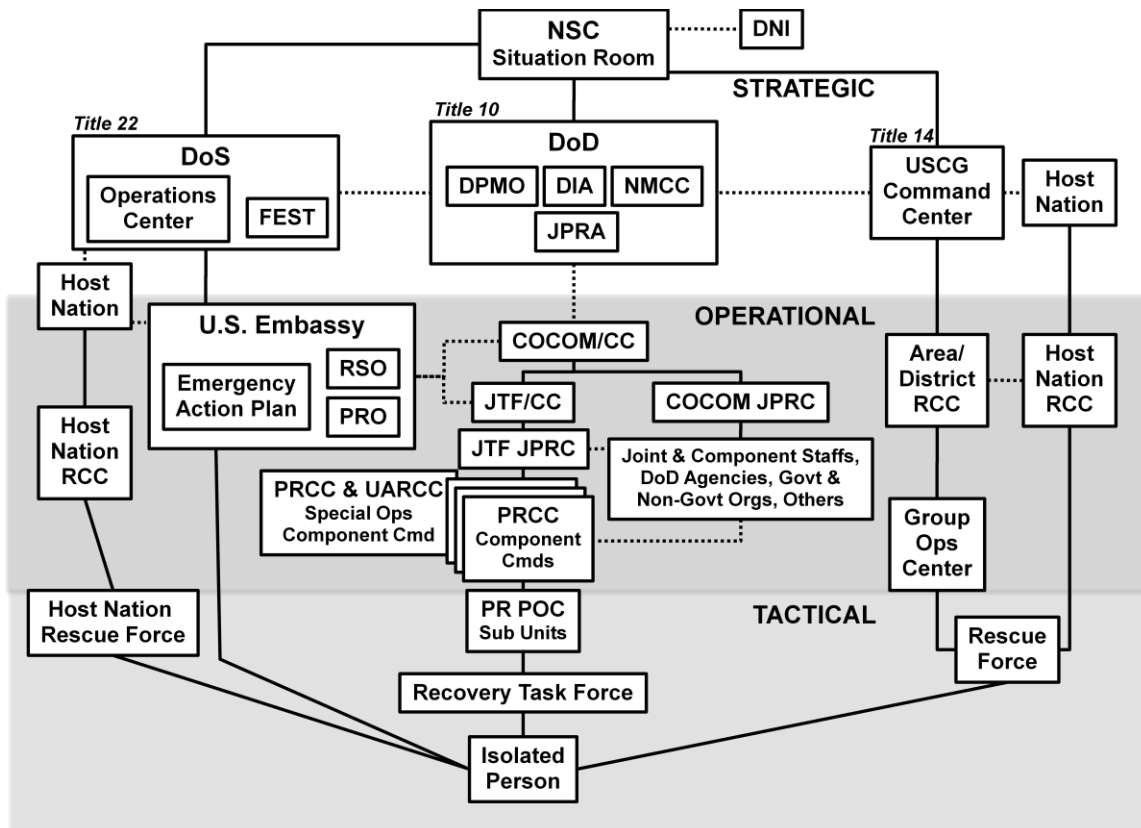 NSC
Situation Room
DNI
STRATEGIC
Title 22
Title 10
Title 14
DoS
Operations
Center
FEST
DoD
DPMO
DIA
NMCC
JPRA
USCG
Command
Center
Host
Nation
Host
Nation
OPERATIONAL
U.S. Embassy
Emergency
Action Plan
RSO
PRO
COCOM/CC
JTF/CC
COCOM JPRC
Area/
District
RCC
Host
Nation
RCC
Host
Nation
RCC
JTF JPRC
Joint & Component Staffs,
DoD Agencies, Govt &
Non-Govt Orgs, Others
PRCC & UARCC
Special Ops
Component Cmd
PRCC
Component
Cmds
Group
Ops
Center
TACTICAL
Host Nation
Rescue Force
PR POC
Sub Units
Rescue
Force
Recovery Task Force
Isolated
Person